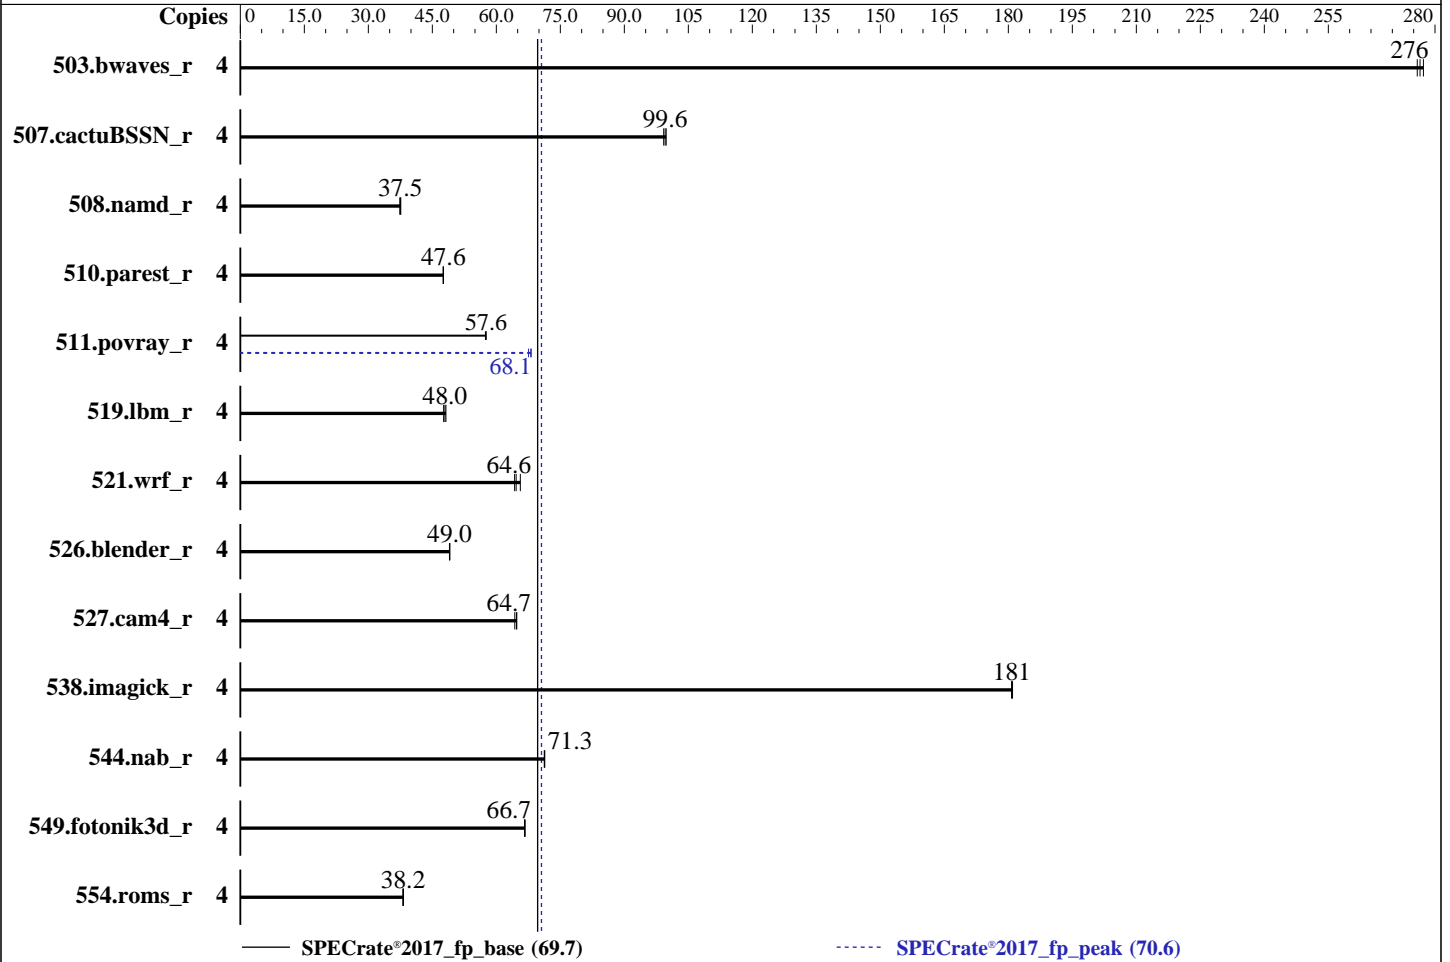 Copies 0 15.0 30.0 45.0 60.0 75.0 90.0 105 120 135 150 165 180 195 210 225 240 255 280
503.bwaves_r 4 276
507.cactuBSSN_r 4 99.6
508.namd_r 4 37.5
510.parest_r 4 47.6
511.povray_r 4 57.6
68.1
519.lbm_r 4 48.0
521.wrf_r 4 64.6
526.blender_r 4 49.0
527.cam4_r 4 64.7
538.imagick_r 4 181
544.nab_r 4 71.3
549.fotonik3d_r 4 66.7
554.roms_r 4 38.2
SPECrate®2017_fp_base (69.7) SPECrate®2017_fp_peak (70.6)